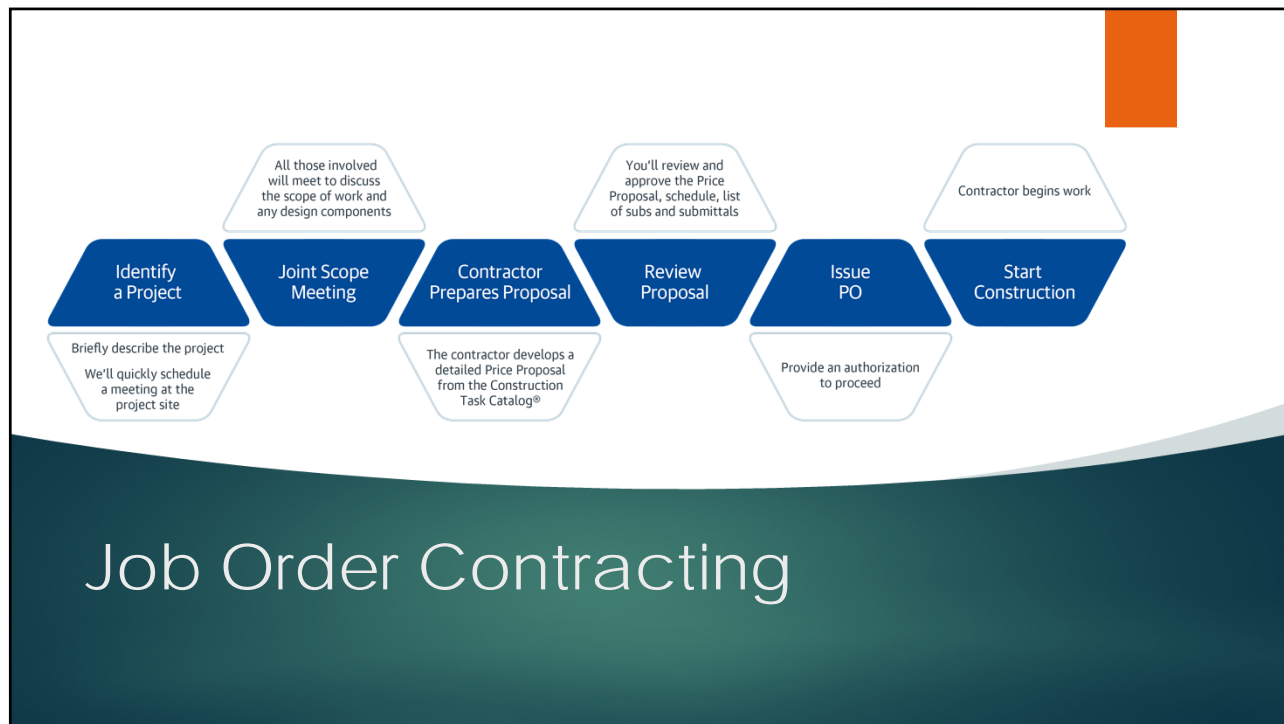 Identify
a Project
Briefly describe the project
We'll quickly schedule
a meeting at the
project site
All those involved
will meet to discuss
the scope of work and
any design components
Joint Scope
Meeting
Contractor
Prepares Proposal
The contractor develops a
detailed Price Proposal
from the Construction
Task Catalog®
You'll review and
approve the Price
Proposal, schedule, list
of subs and submittals
Review
Proposal
Issue
PO
Provide an authorization
to proceed
Contractor begins work
Start
Construction
Job Order Contracting